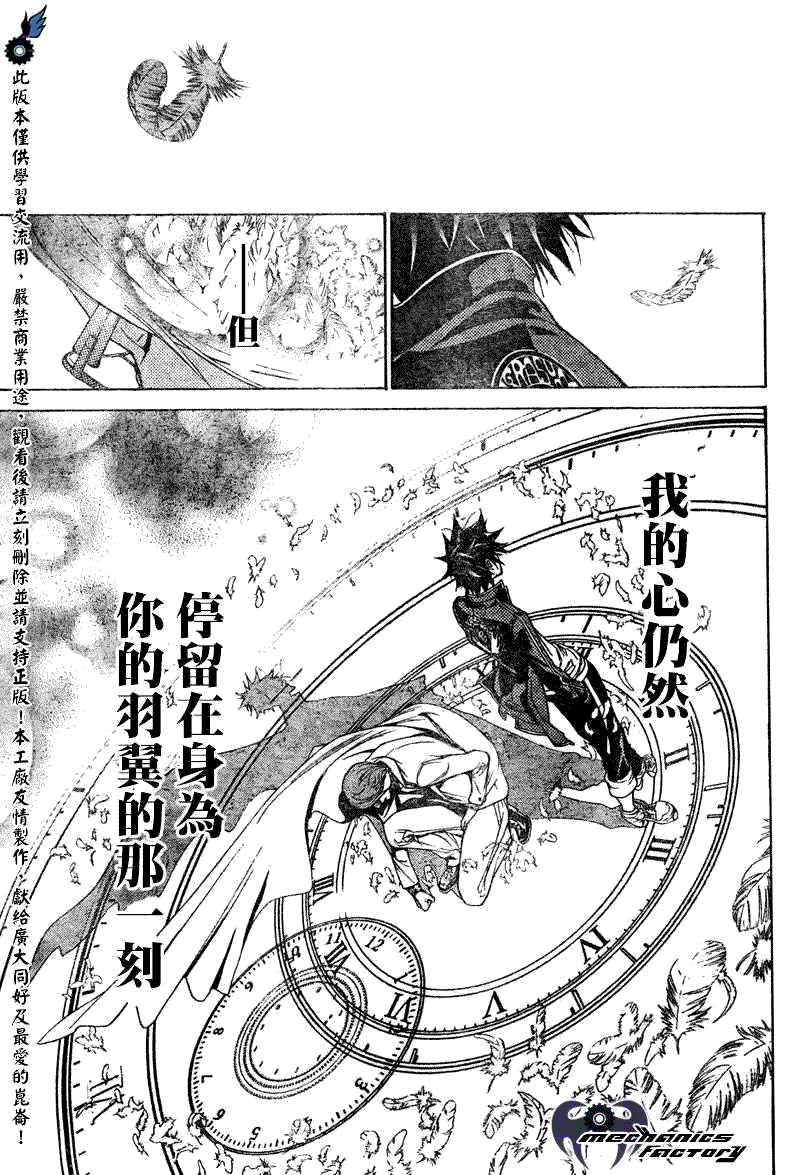 ——但
我的心仍然
停留在身為
你的羽翼的那一刻
此版本僅供學習交流用，嚴禁商業用途，觀看後請立刻刪除並請支持正版！本工廠友情製作，獻給廣大同好及最愛的崑崙！
mechanics
Factory